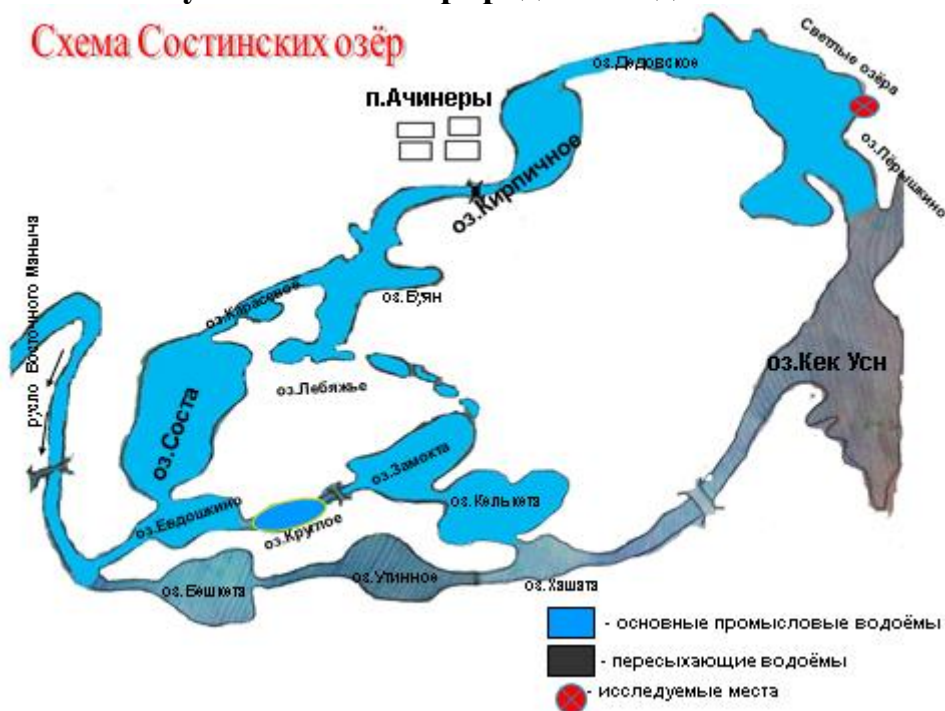 Схема Состинских озёр
Светлые озёра
оз.Дедовское
п.Ачинеры
оз.Кирпичное
оз.Пёрышкино
русло Восточного Маныча
оз.Буян
оз.Карасевое
оз.Кек Усн
оз.Лебяжье
оз.Соста
оз.Замокта
оз.Келькета
оз.Евдошкино
оз.Круглое
оз.Бешкета
оз.Утинное
оз.Хашата
- основные промысловые водоёмы
- пересыхающие водоёмы
- исследуемые места